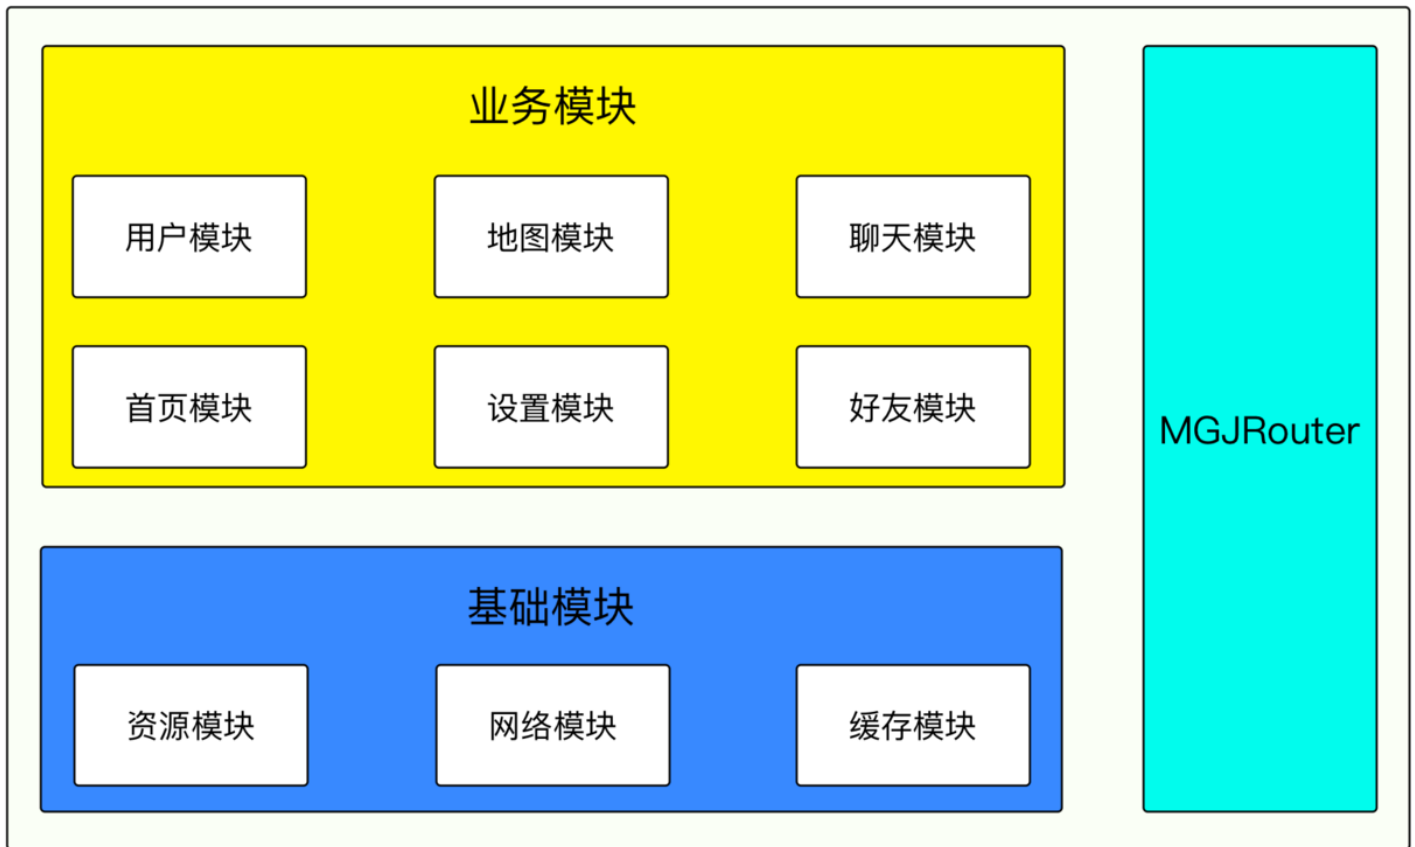 业务模块
用户模块
地图模块
聊天模块
首页模块
设置模块
好友模块
MGJRouter
基础模块
资源模块
网络模块
缓存模块